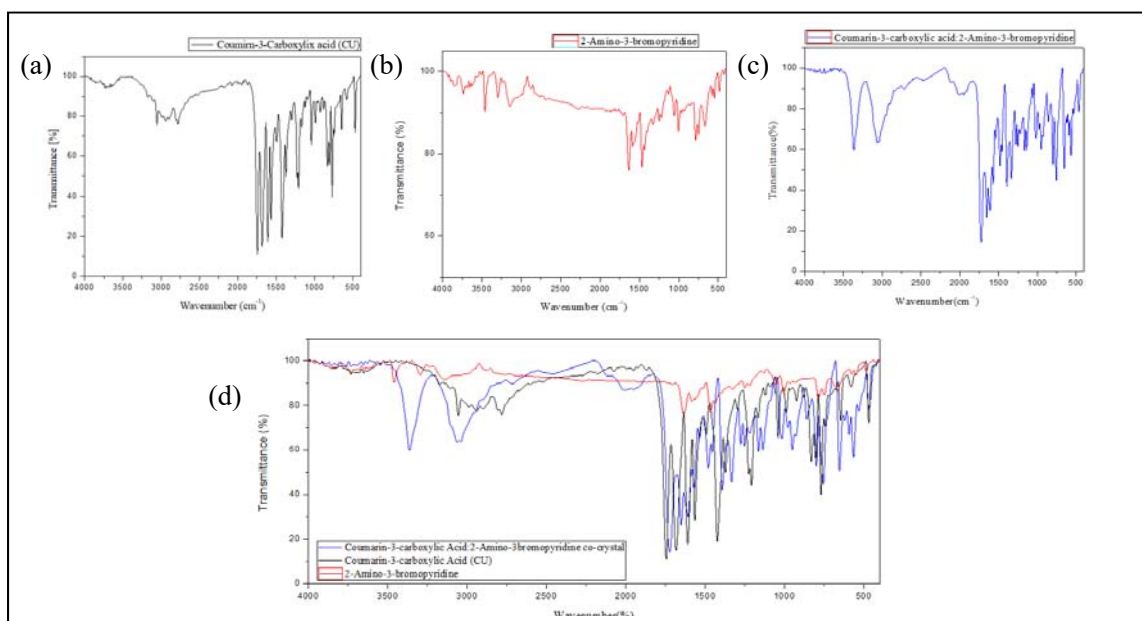 (a)
Coumirn-3-Carboxylix acid (CU)
100
80
60
40
20
0
Transmittance [%]
4000 3500 3000 2500 2000 1500 1000 500
Wavenumber (cm⁻¹)
(b)
2-Amino-3-bromopyridine
100
80
60
Transmittance (%)
4000 3500 3000 2500 2000 1500 1000 500
Wavenumber (cm⁻¹)
(c)
Coumarin-3-carboxylic acid:2-Amino-3-bromopyridine
100
80
60
40
20
0
Transmittance(%)
4000 3500 3000 2500 2000 1500 1000 500
Wavenumber(cm⁻¹)
(d)
100
80
60
40
20
0
Transmittance (%)
Coumarin-3-carboxylic Acid:2-Amino-3bromopyridine co-crystal
Coumarin-3-carboxylic Acid (CU)
2-Amino-3-bromopyridine
4000 3500 3000 2500 2000 1500 1000 500
Wavenumber(%)